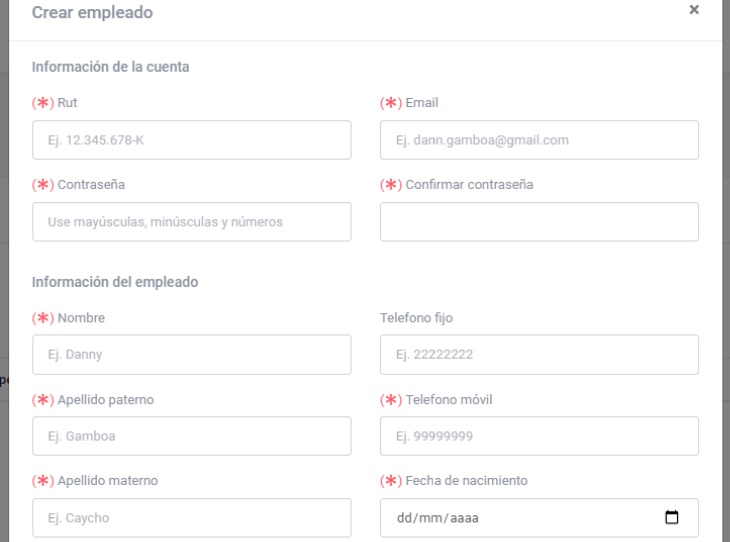 Crear empleado ×
Información de la cuenta
(*) Rut (*) Email
Ej. 12.345.678-K Ej. dann.gamboa@gmail.com
(*) Contraseña (*) Confirmar contraseña
Use mayúsculas, minúsculas y números
Información del empleado
(*) Nombre Telefono fijo
Ej. Danny Ej. 22222222
(*) Apellido paterno (*) Telefono móvil
Ej. Gamboa Ej. 99999999
(*) Apellido materno (*) Fecha de nacimiento
Ej. Caycho dd/mm/aaaa